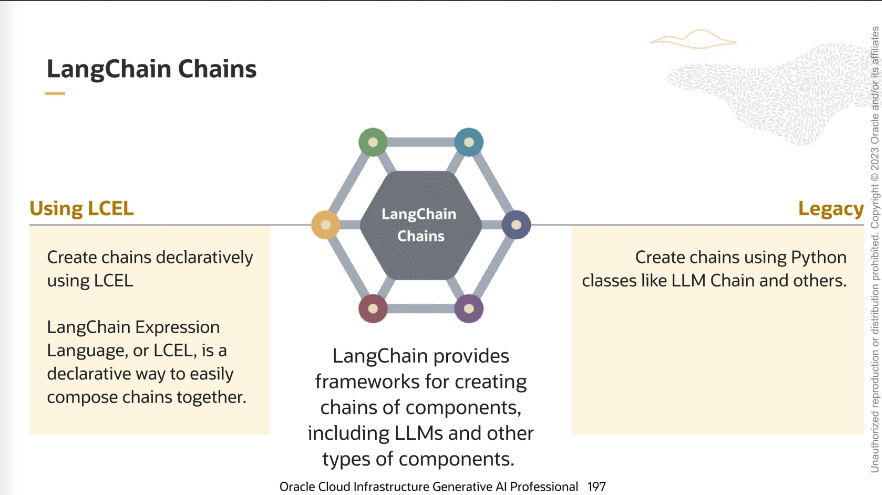 LangChain Chains
Using LCEL
Create chains declaratively
using LCEL
LangChain Expression
Language, or LCEL, is a
declarative way to easily
compose chains together.
LangChain
Chains
LangChain provides
frameworks for creating
chains of components,
including LLMs and other
types of components.
Legacy
Create chains using Python
classes like LLM Chain and others.
Oracle Cloud Infrastructure Generative AI Professional 197
Unauthorized reproduction or distribution prohibited. Copyright © 2023 Oracle and/or its affiliates